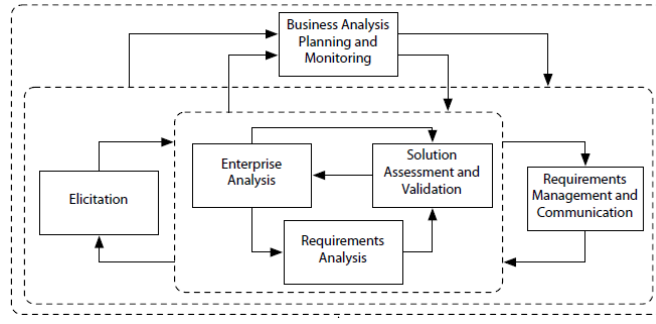 Business Analysis
Planning and
Monitoring
Enterprise
Analysis
Solution
Assessment and
Validation
Elicitation
Requirements
Management and
Communication
Requirements
Analysis